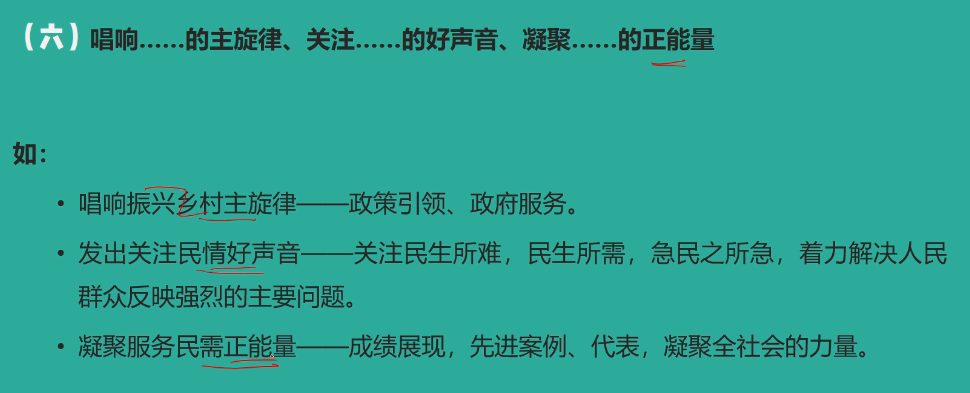 （六）唱响……的主旋律、关注……的好声音、凝聚……的正能量
如：
• 唱响振兴乡村主旋律——政策引领、政府服务。
• 发出关注民情好声音——关注民生所难，民生所需，急民之所急，着力解决人民
群众反映强烈的主要问题。
• 凝聚服务民需正能量——成绩展现，先进案例、代表，凝聚全社会的力量。